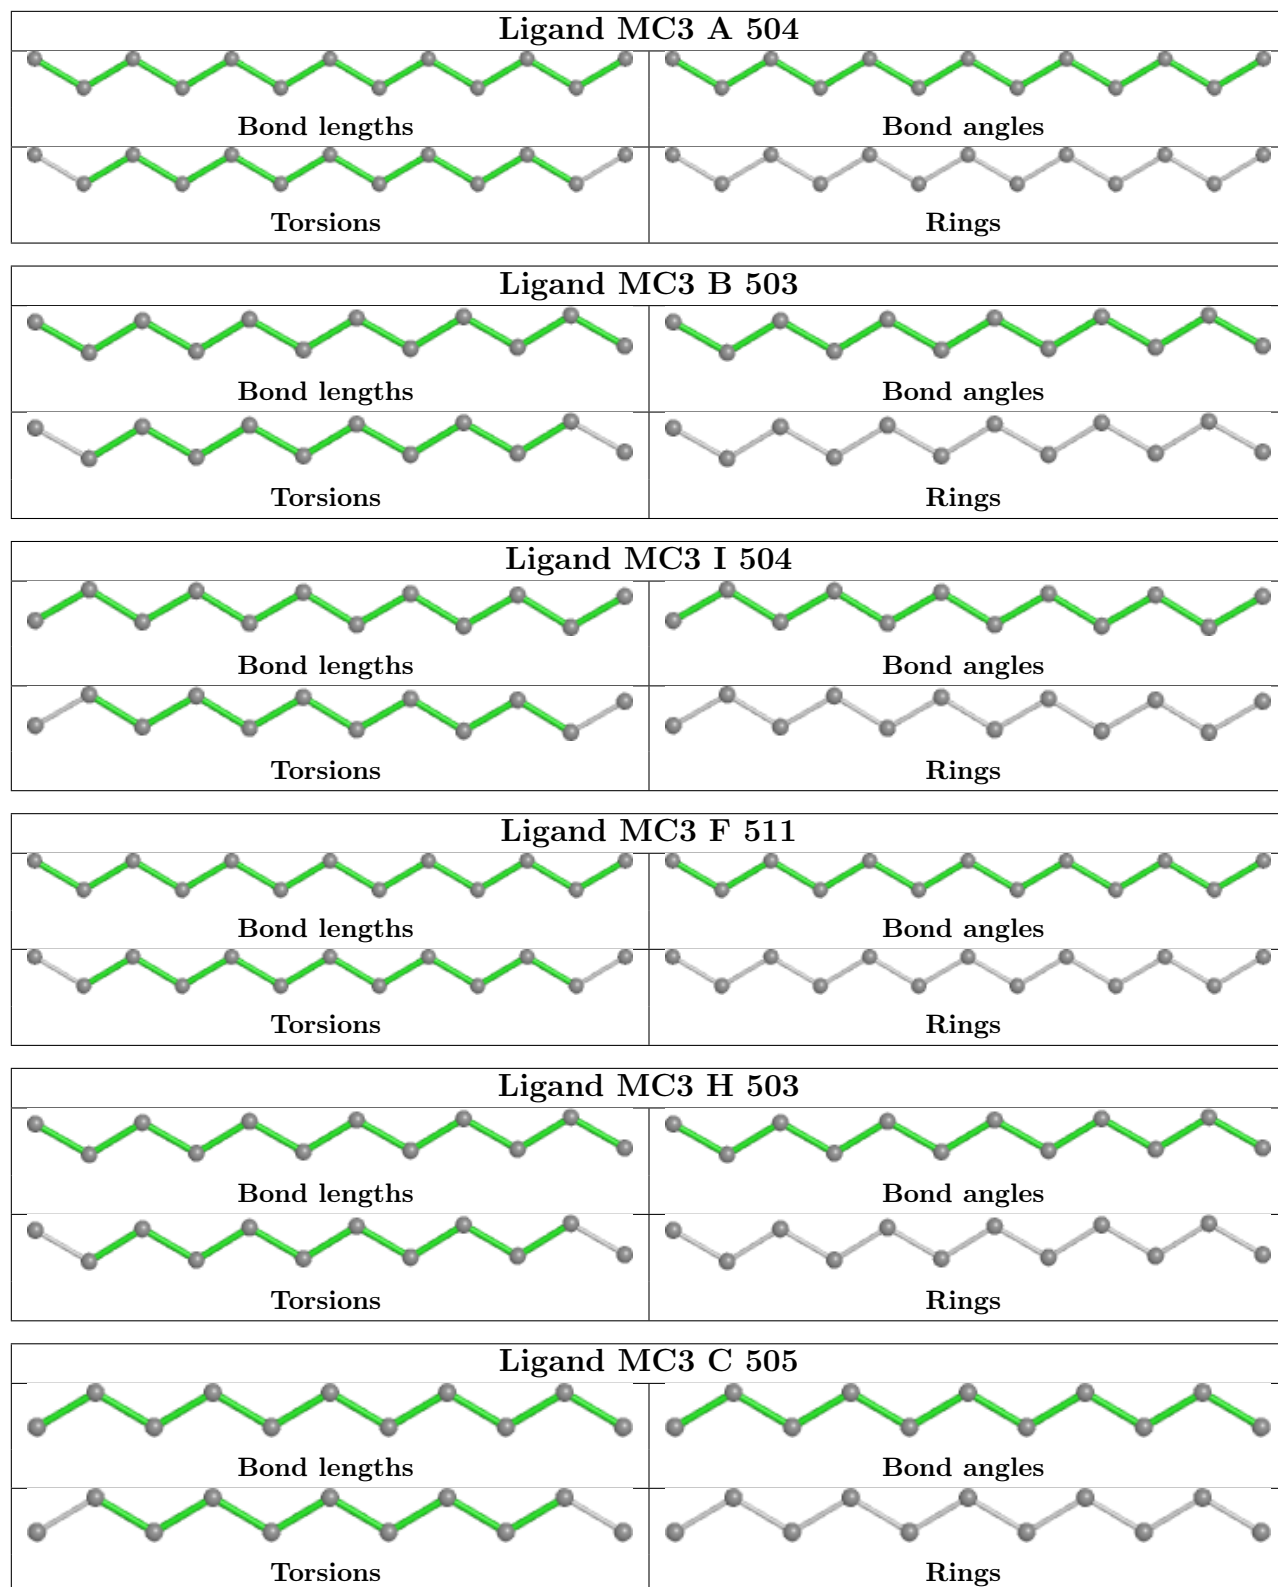 Ligand MC3 A 504
Bond lengths Bond angles
Torsions Rings
Ligand MC3 B 503
Bond lengths Bond angles
Torsions Rings
Ligand MC3 I 504
Bond lengths Bond angles
Torsions Rings
Ligand MC3 F 511
Bond lengths Bond angles
Torsions Rings
Ligand MC3 H 503
Bond lengths Bond angles
Torsions Rings
Ligand MC3 C 505
Bond lengths Bond angles
Torsions Rings